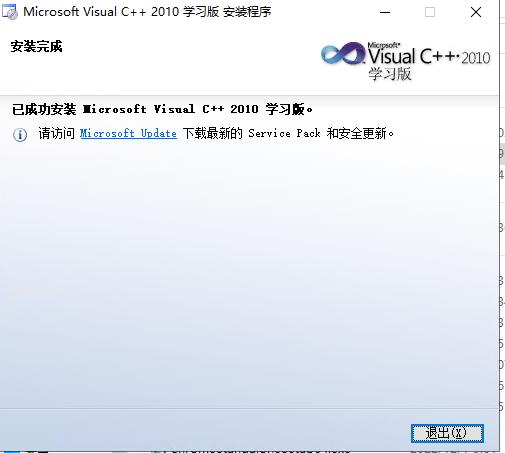 Microsoft Visual C++ 2010 学习版 安装程序
安装完成
Microsoft®
Visual C++® 2010
学习版
已成功安装 Microsoft Visual C++ 2010 学习版。
请访问 Microsoft Update 下载最新的 Service Pack 和安全更新。
退出(X)